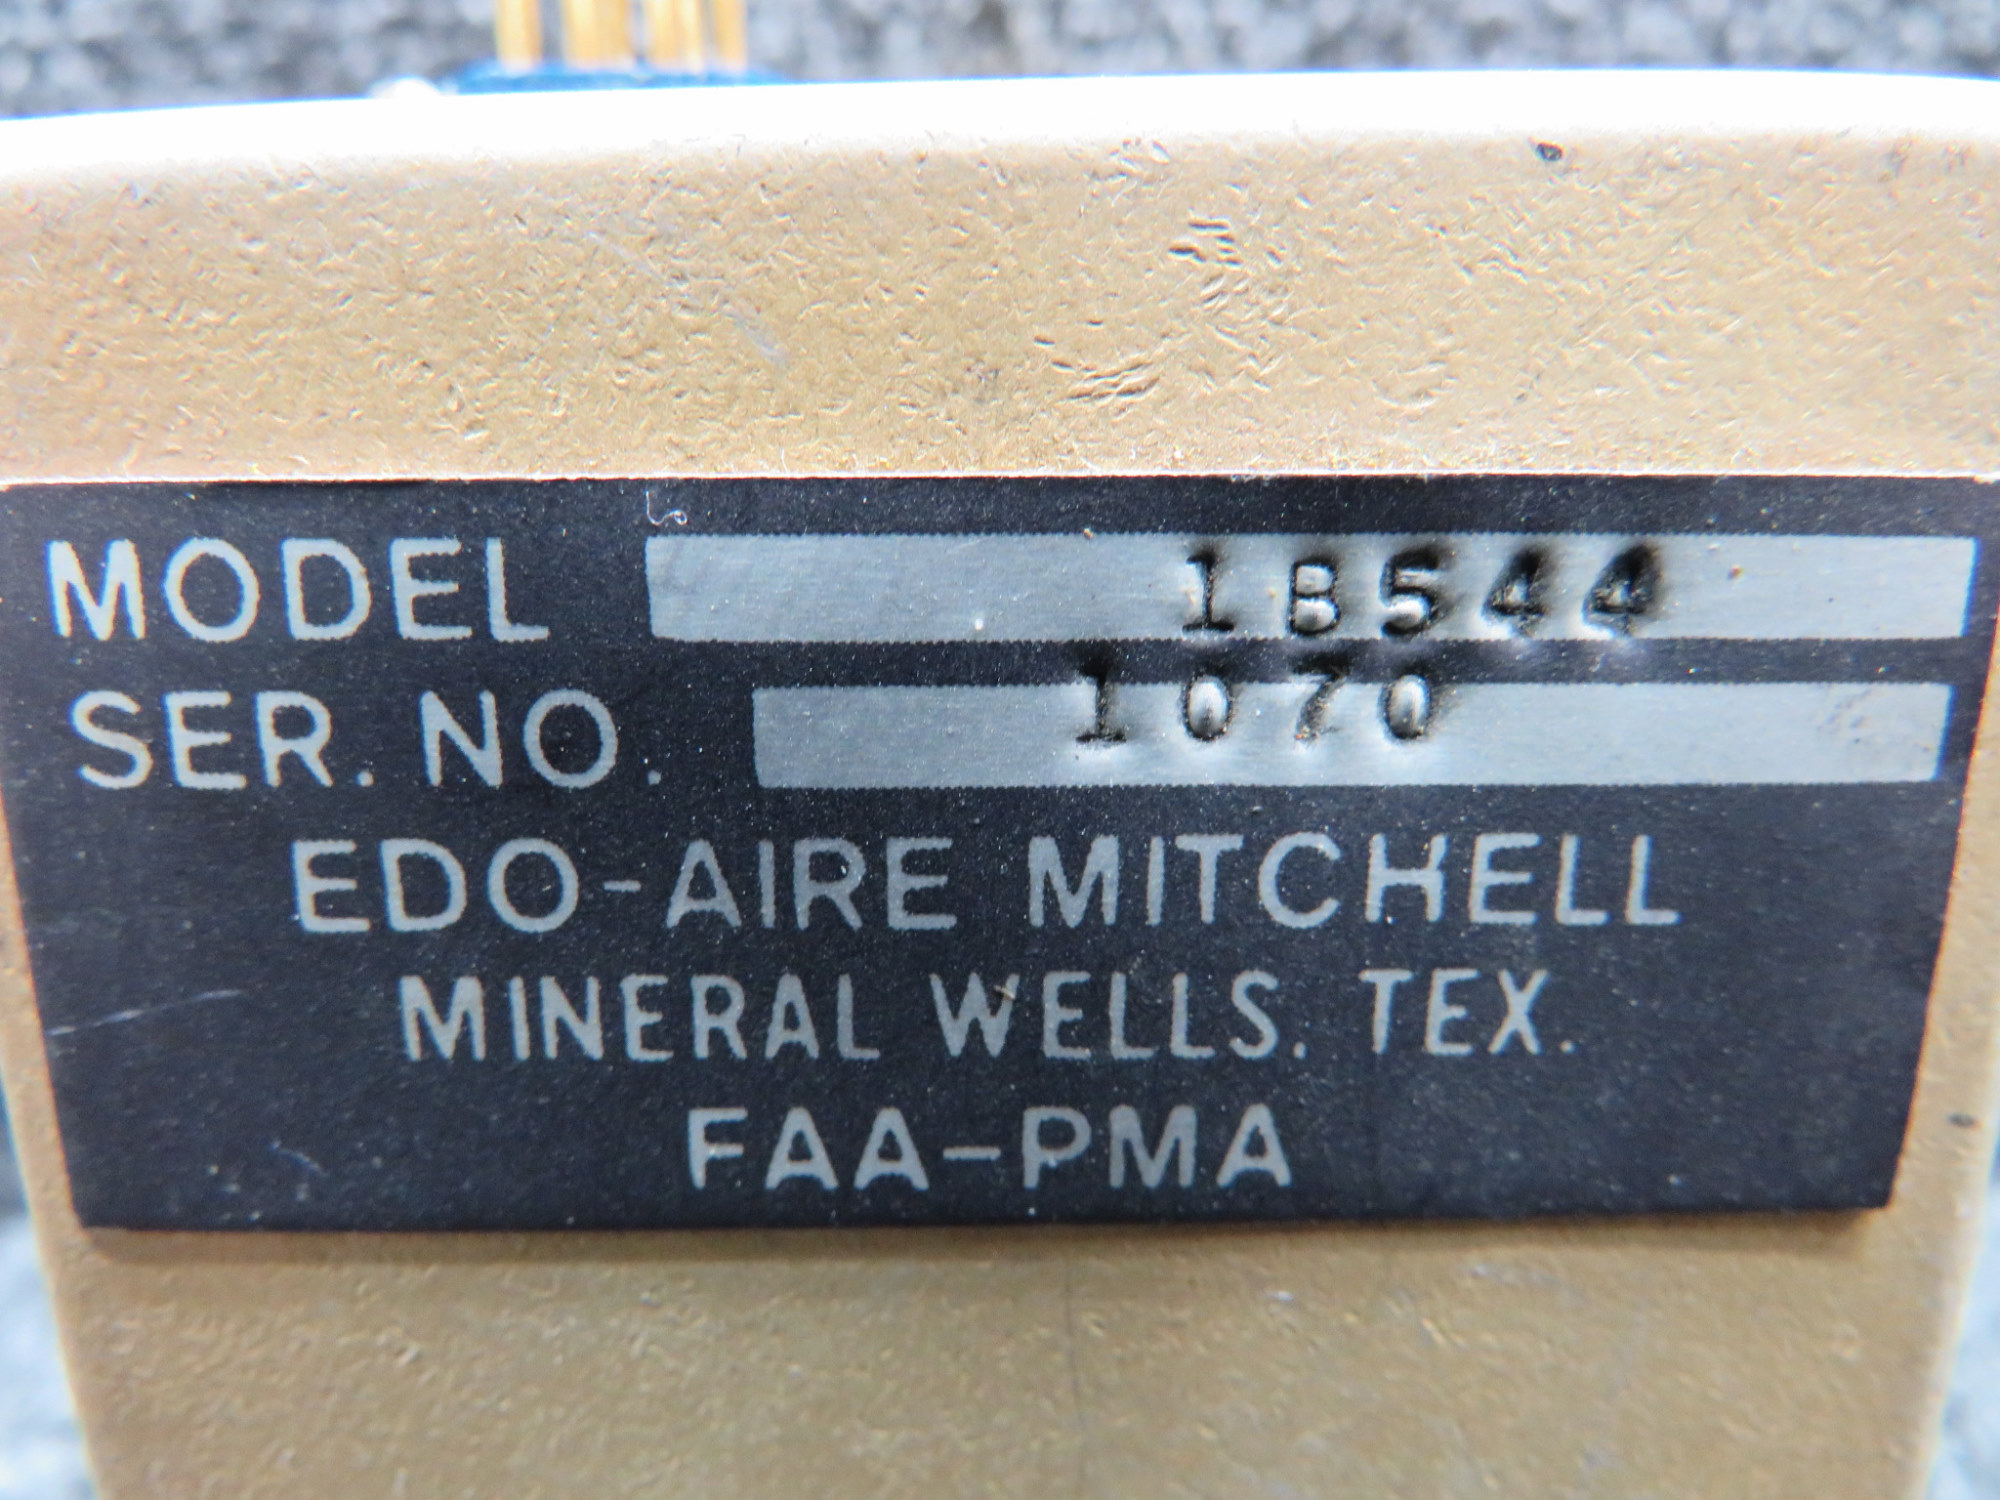 MODEL 1B544
SER. NO. 1070
EDO-AIRE MITCHELL
MINERAL WELLS, TEX.
FAA-PMA